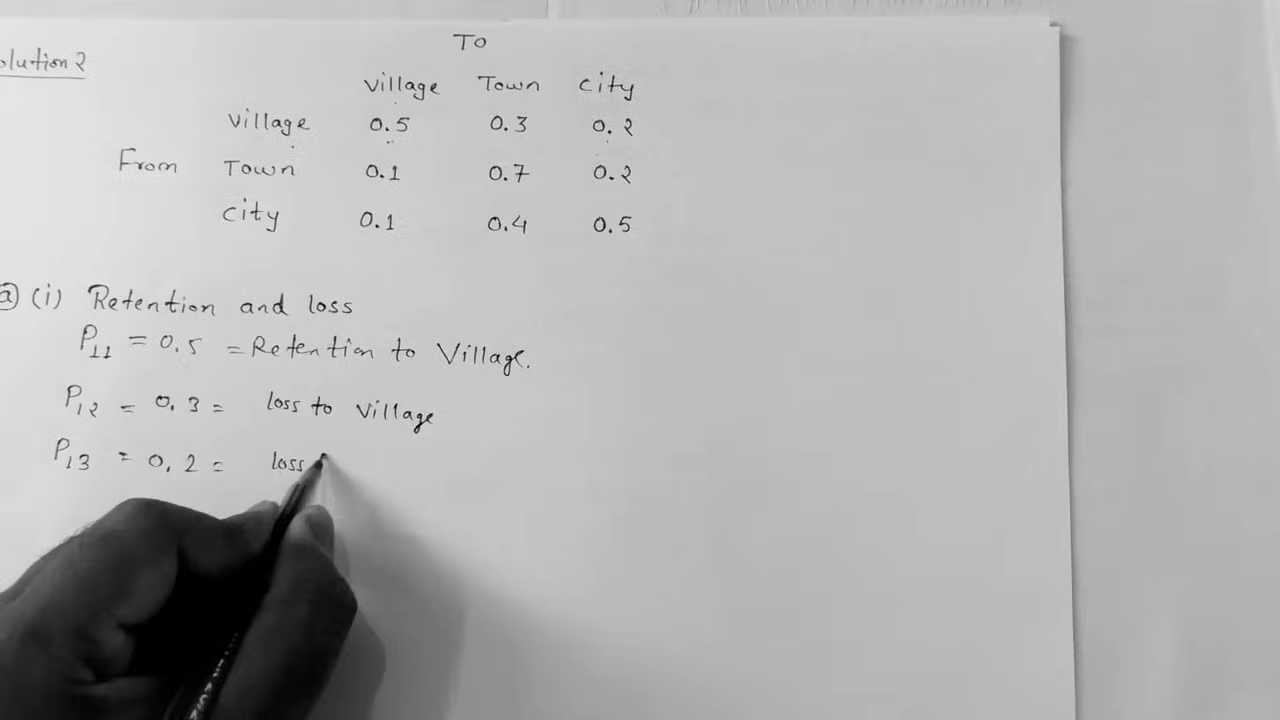 olution 2
To
village Town city
village 0.5 0.3 0.2
From Town 0.1 0.7 0.2
city 0.1 0.4 0.5
a (i) Retention and loss
P11 = 0.5 = Retention to Village.
P12 = 0.3 = loss to village
P13 = 0.2 = loss